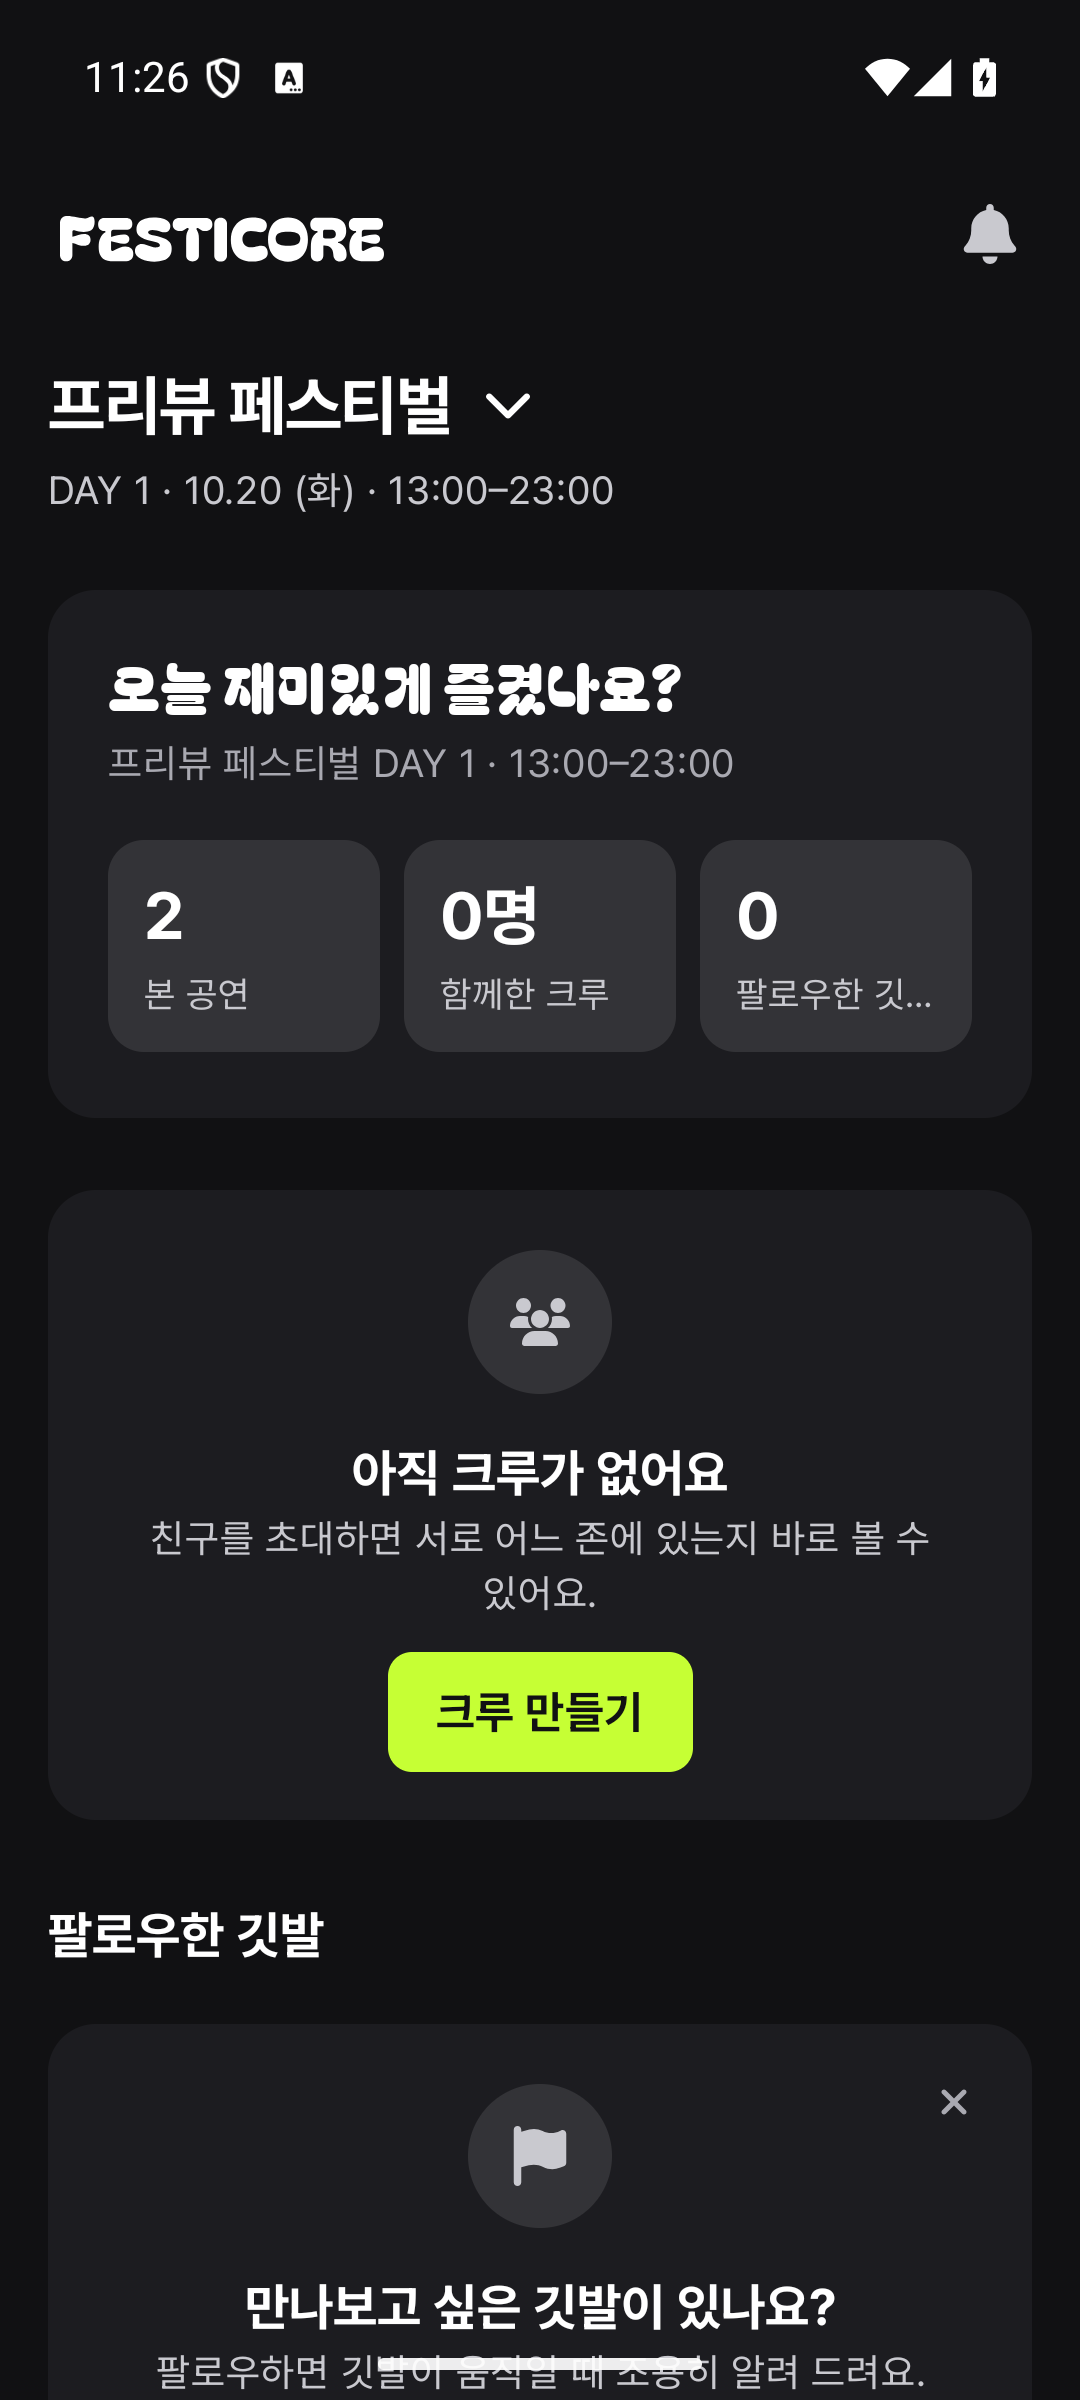 11:26
FESTICORE
프리뷰 페스티벌
DAY 1 · 10.20 (화) · 13:00–23:00
오늘 재미있게 즐겼나요?
프리뷰 페스티벌 DAY 1 · 13:00–23:00
2
본 공연
0명
함께한 크루
0
팔로우한 깃...
아직 크루가 없어요
친구를 초대하면 서로 어느 존에 있는지 바로 볼 수
있어요.
크루 만들기
팔로우한 깃발
만나보고 싶은 깃발이 있나요?
팔로우하면 깃발이 움직일 때 조용히 알려 드려요.